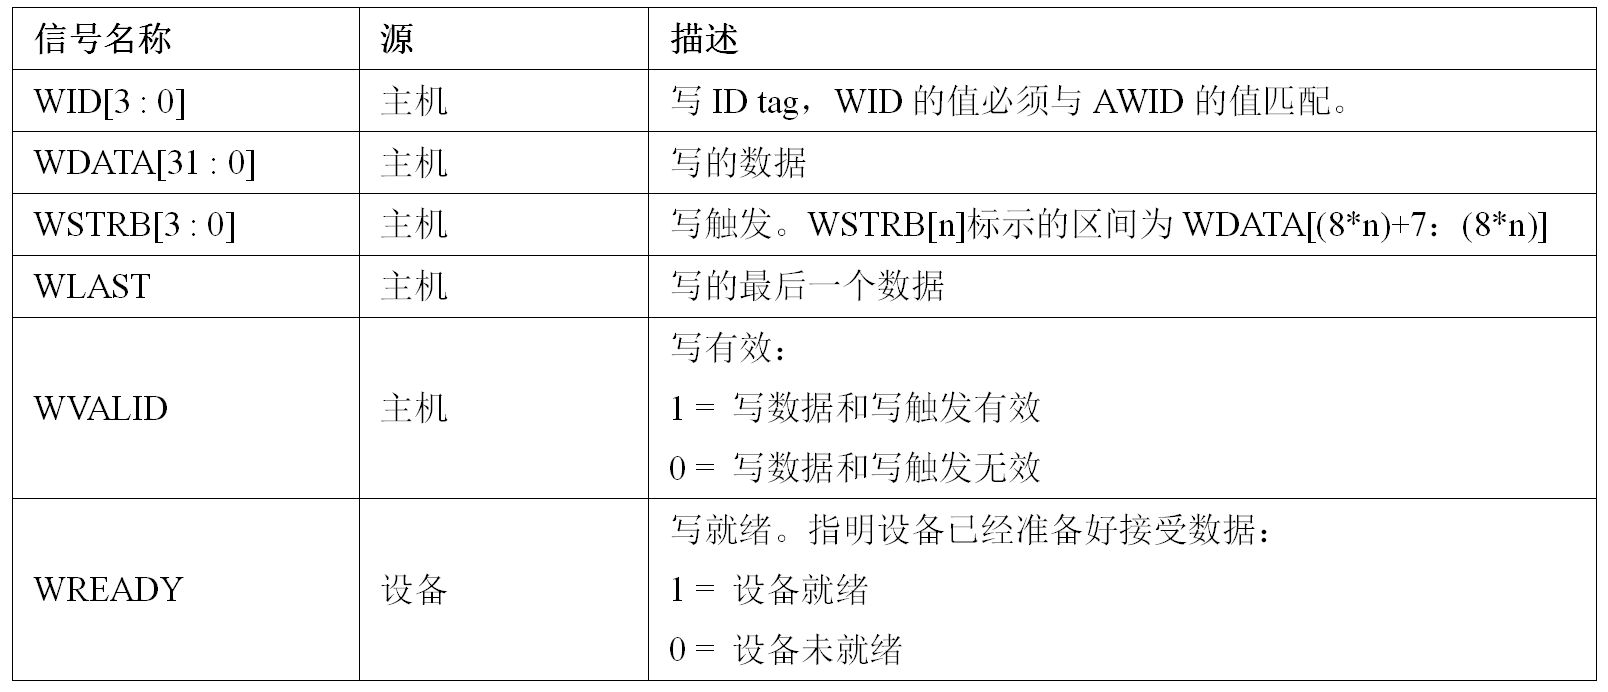 信号名称 源 描述
WID[3 : 0] 主机 写 ID tag，WID 的值必须与 AWID 的值匹配。
WDATA[31 : 0] 主机 写的数据
WSTRB[3 : 0] 主机 写触发。WSTRB[n]标示的区间为 WDATA[(8*n)+7：(8*n)]
WLAST 主机 写的最后一个数据
WVALID 主机 写有效：
1 = 写数据和写触发有效
0 = 写数据和写触发无效
WREADY 设备 写就绪。指明设备已经准备好接受数据：
1 = 设备就绪
0 = 设备未就绪